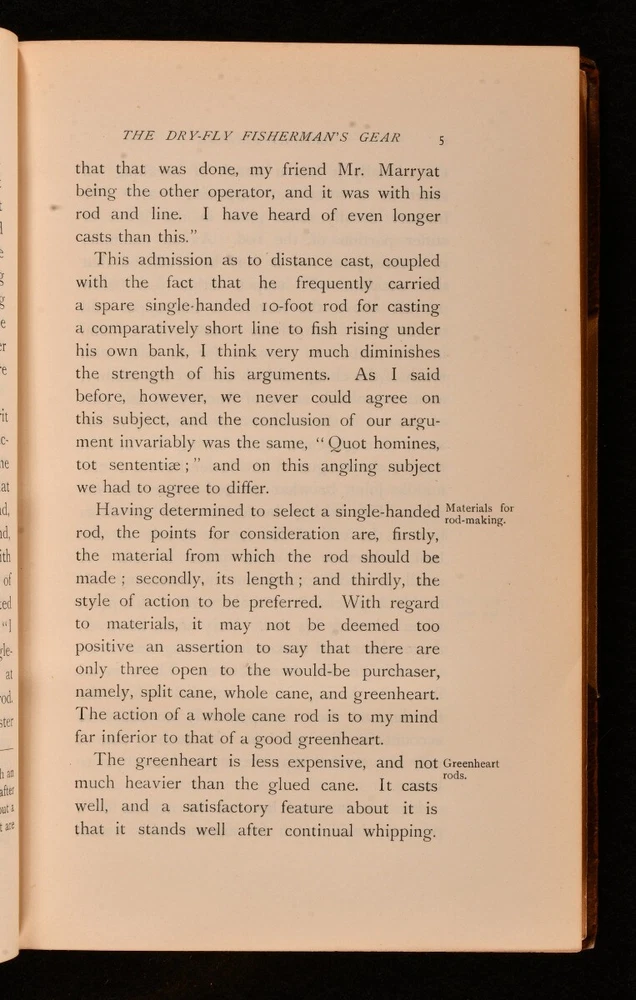 THE DRY-FLY FISHERMAN'S GEAR 5
that that was done, my friend Mr. Marryat
being the other operator, and it was with his
rod and line. I have heard of even longer
casts than this."
This admission as to distance cast, coupled
with the fact that he frequently carried
a spare single-handed 10-foot rod for casting
a comparatively short line to fish rising under
his own bank, I think very much diminishes
the strength of his arguments. As I said
before, however, we never could agree on
this subject, and the conclusion of our argu-
ment invariably was the same, "Quot homines,
tot sententiæ;" and on this angling subject
we had to agree to differ.
Having determined to select a single-handed
Materials for
rod-making.
rod, the points for consideration are, firstly,
the material from which the rod should be
made; secondly, its length; and thirdly, the
style of action to be preferred. With regard
to materials, it may not be deemed too
positive an assertion to say that there are
only three open to the would-be purchaser,
namely, split cane, whole cane, and greenheart.
The action of a whole cane rod is to my mind
far inferior to that of a good greenheart.
The greenheart is less expensive, and not
Greenheart
rods.
much heavier than the glued cane. It casts
well, and a satisfactory feature about it is
that it stands well after continual whipping.